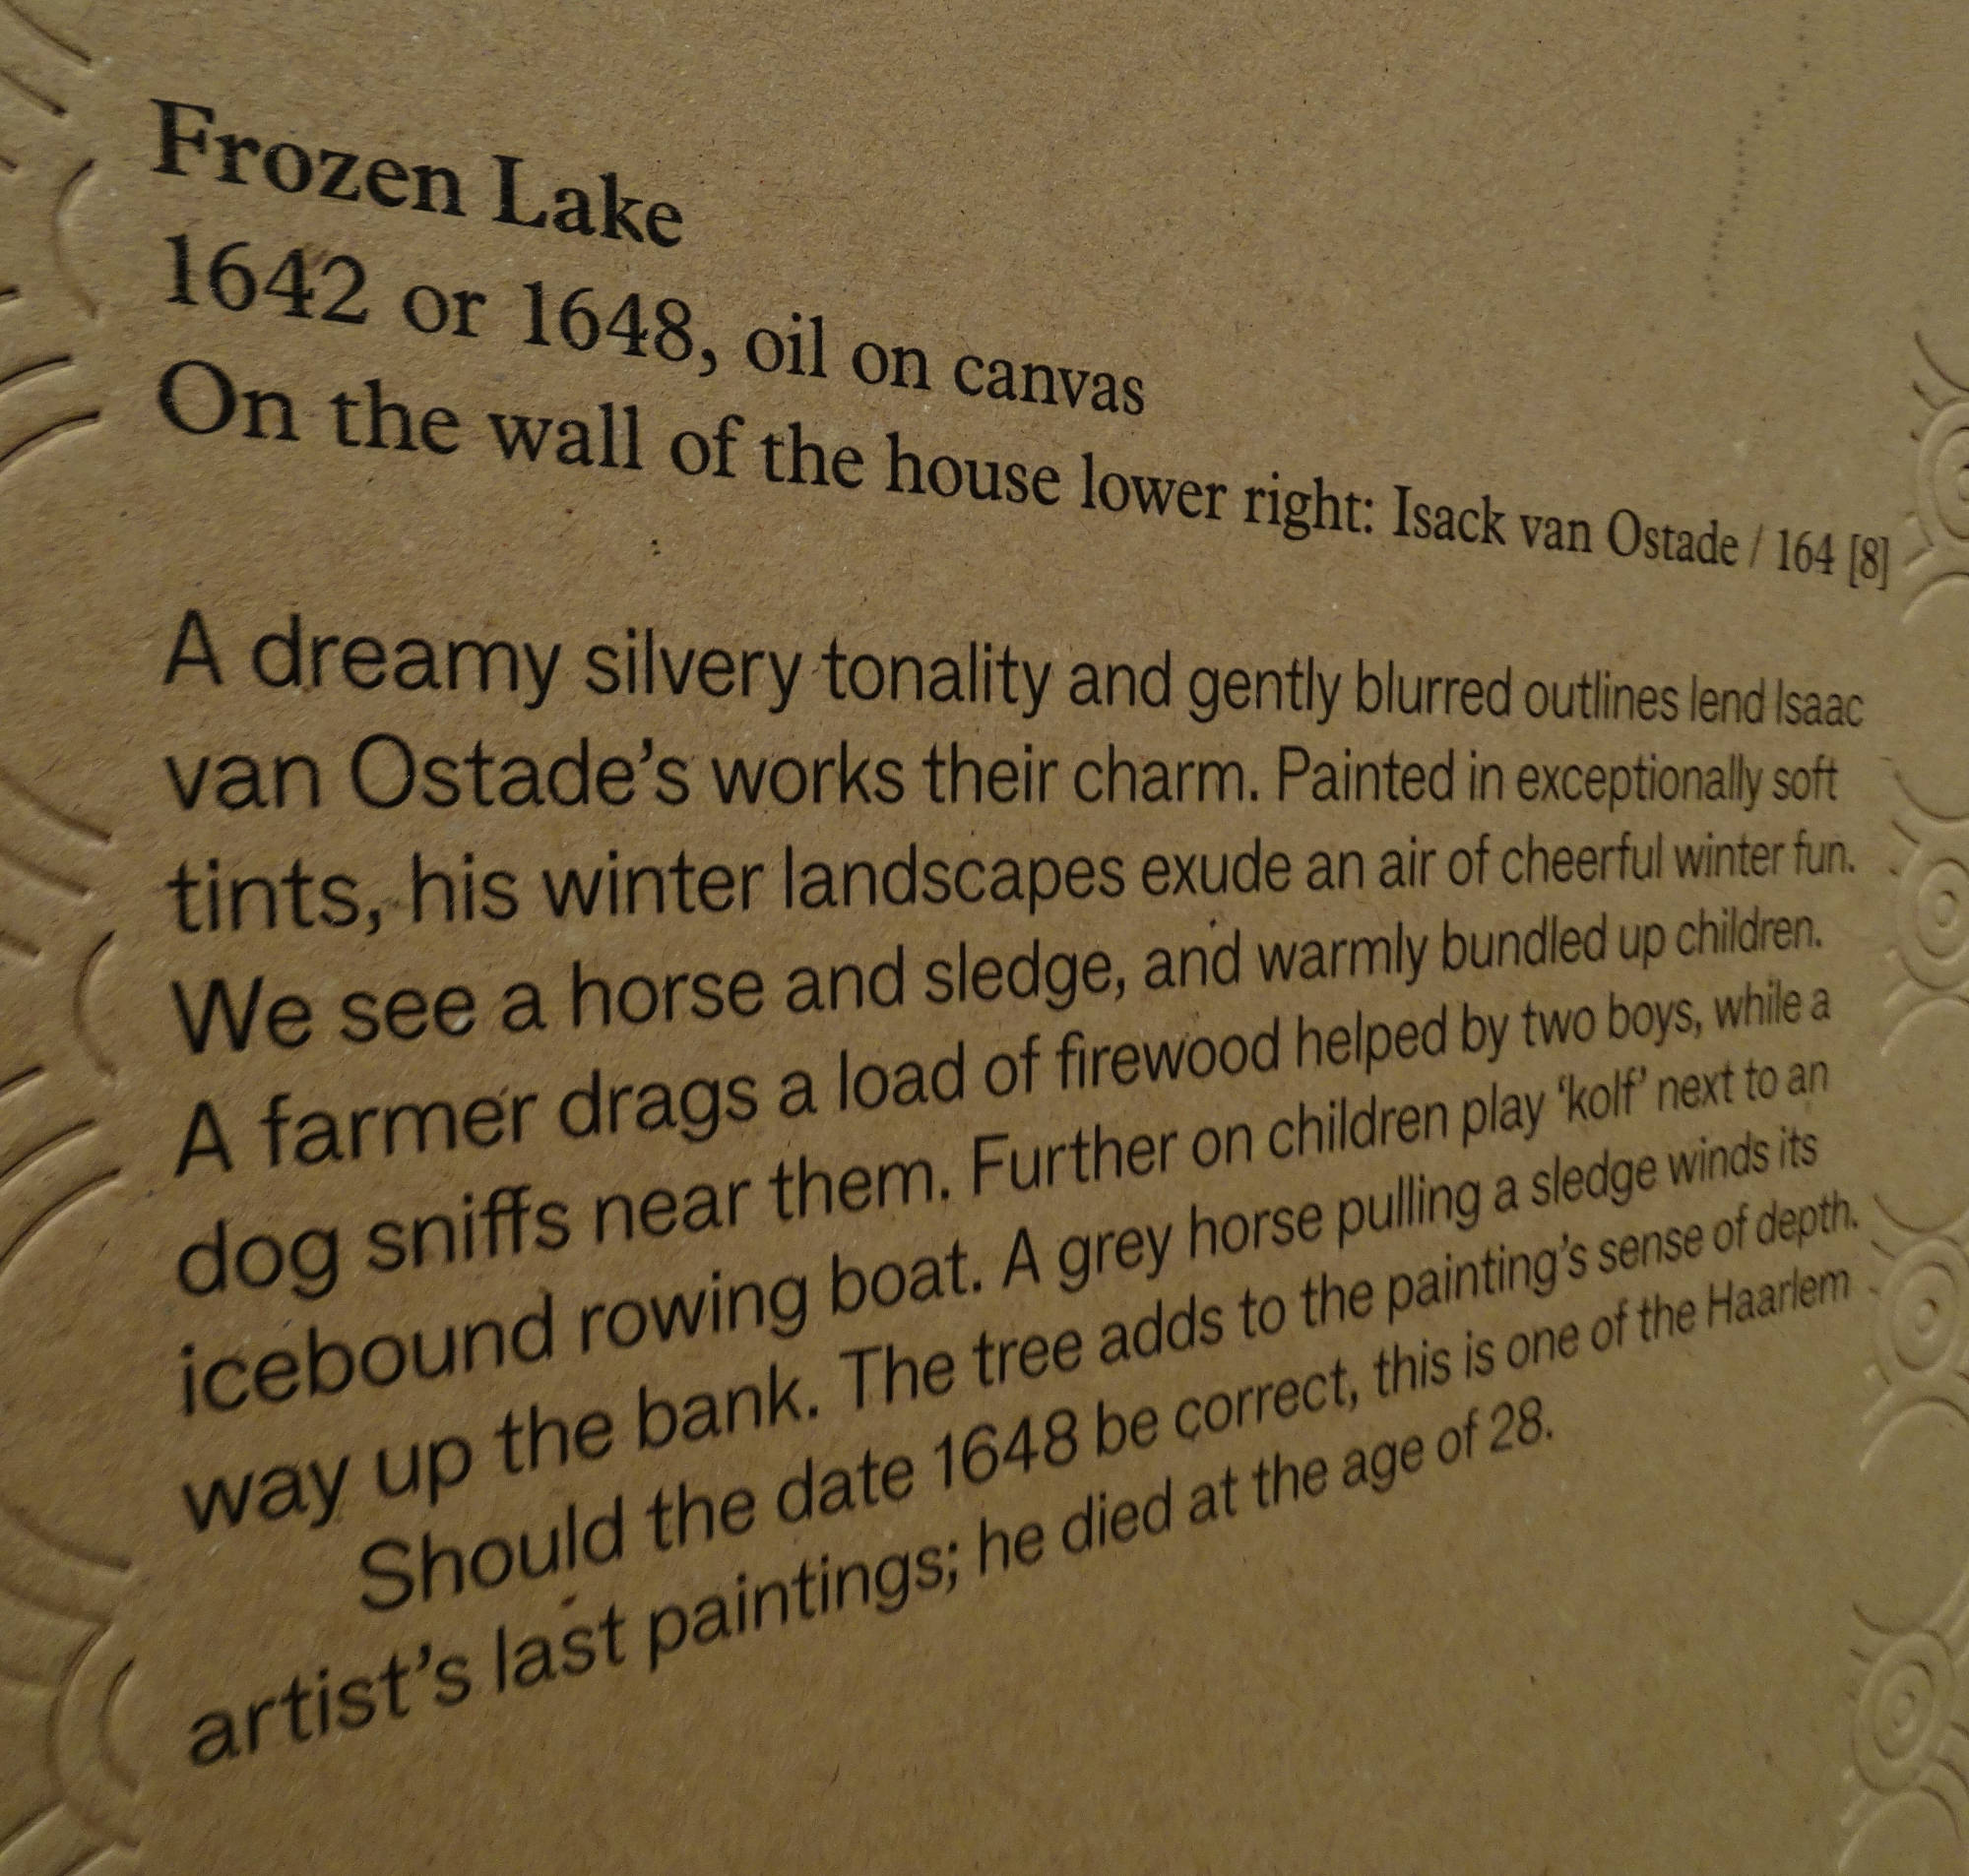 Frozen Lake
1642 or 1648, oil on canvas
On the wall of the house lower right: Isack van Ostade / 164 [8]
A dreamy silvery tonality and gently blurred outlines lend Isaac
van Ostade’s works their charm. Painted in exceptionally soft
tints, his winter landscapes exude an air of cheerful winter fun.
We see a horse and sledge, and warmly bundled up children.
A farmer drags a load of firewood helped by two boys, while a
dog sniffs near them. Further on children play ‘kolf’ next to an
icebound rowing boat. A grey horse pulling a sledge winds its
way up the bank. The tree adds to the painting’s sense of depth.
Should the date 1648 be correct, this is one of the Haarlem
artist’s last paintings; he died at the age of 28.